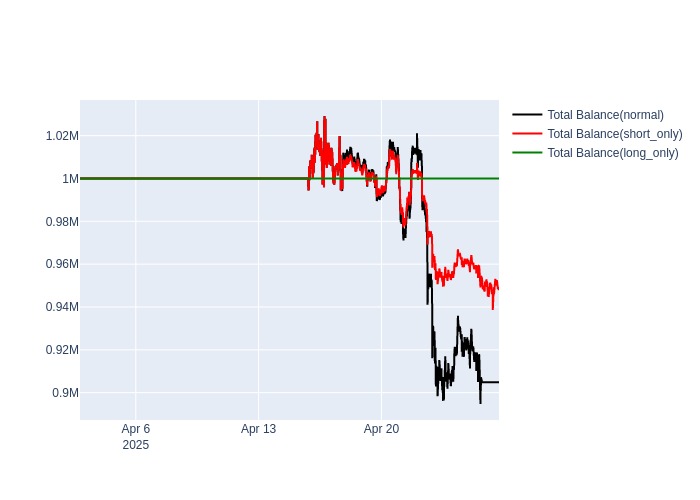 Total Balance(normal)
Total Balance(short_only)
Total Balance(long_only)
1.02M
1M
0.98M
0.96M
0.94M
0.92M
0.9M
Apr 6
2025
Apr 13
Apr 20